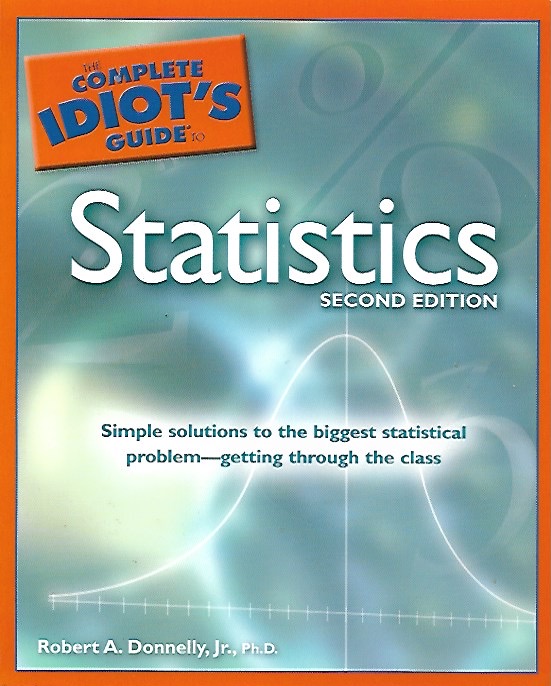 THE
COMPLETE
IDIOT'S
GUIDE® TO
Statistics
SECOND EDITION
Simple solutions to the biggest statistical
problem—getting through the class
Robert A. Donnelly, Jr., Ph.D.